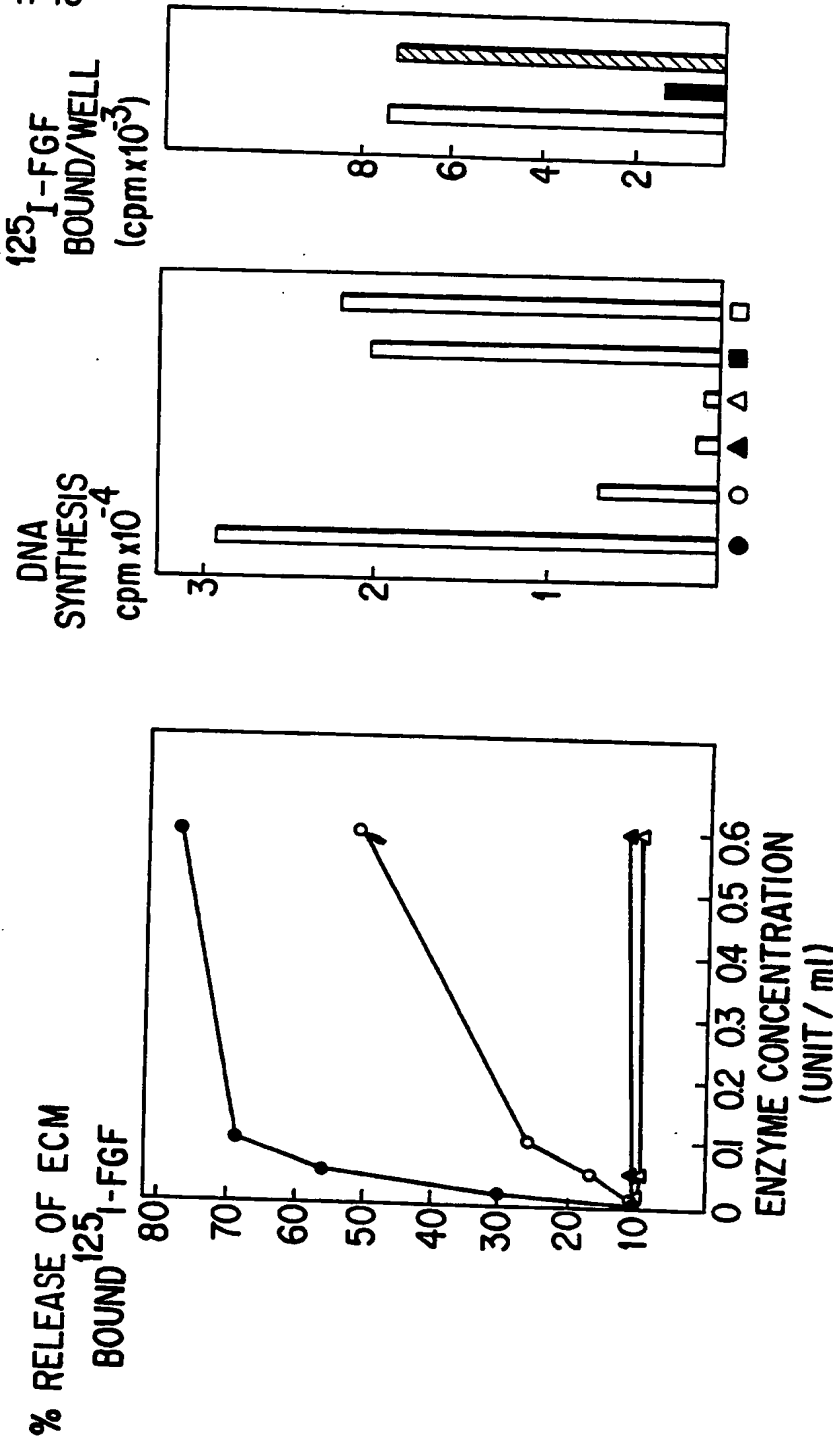 % RELEASE OF ECM
BOUND 125I-FGF
80
70
60
50
40
30
20
10
0 0.1 0.2 0.3 0.4 0.5 0.6
ENZYME CONCENTRATION
(UNIT / ml)
DNA
SYNTHESIS
cpm x10-4
3
2
1
125I-FGF
BOUND/WELL
(cpm x10-3)
8
6
4
2